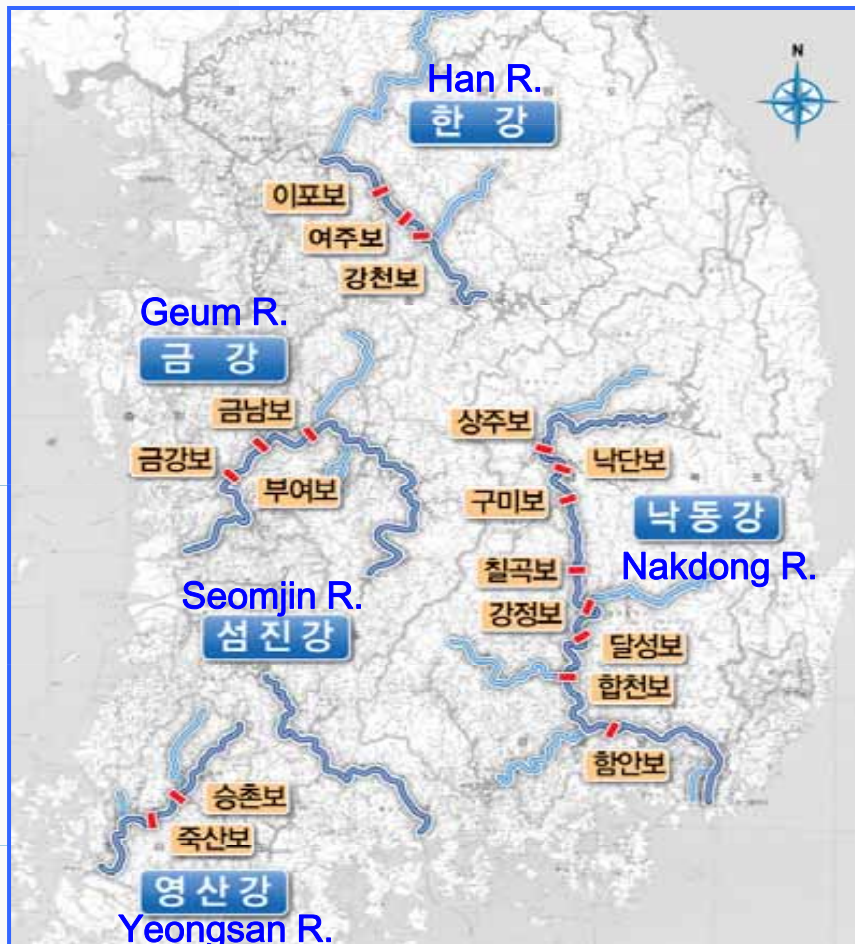 N
Han R.
한 강
이포보
여주보
강천보
Geum R.
금 강
금남보
금강보
부여보
상주보
낙단보
구미보
낙동강
Nakdong R.
칠곡보
강정보
달성보
합천보
함안보
Seomjin R.
섬진강
승촌보
죽산보
영산강
Yeongsan R.